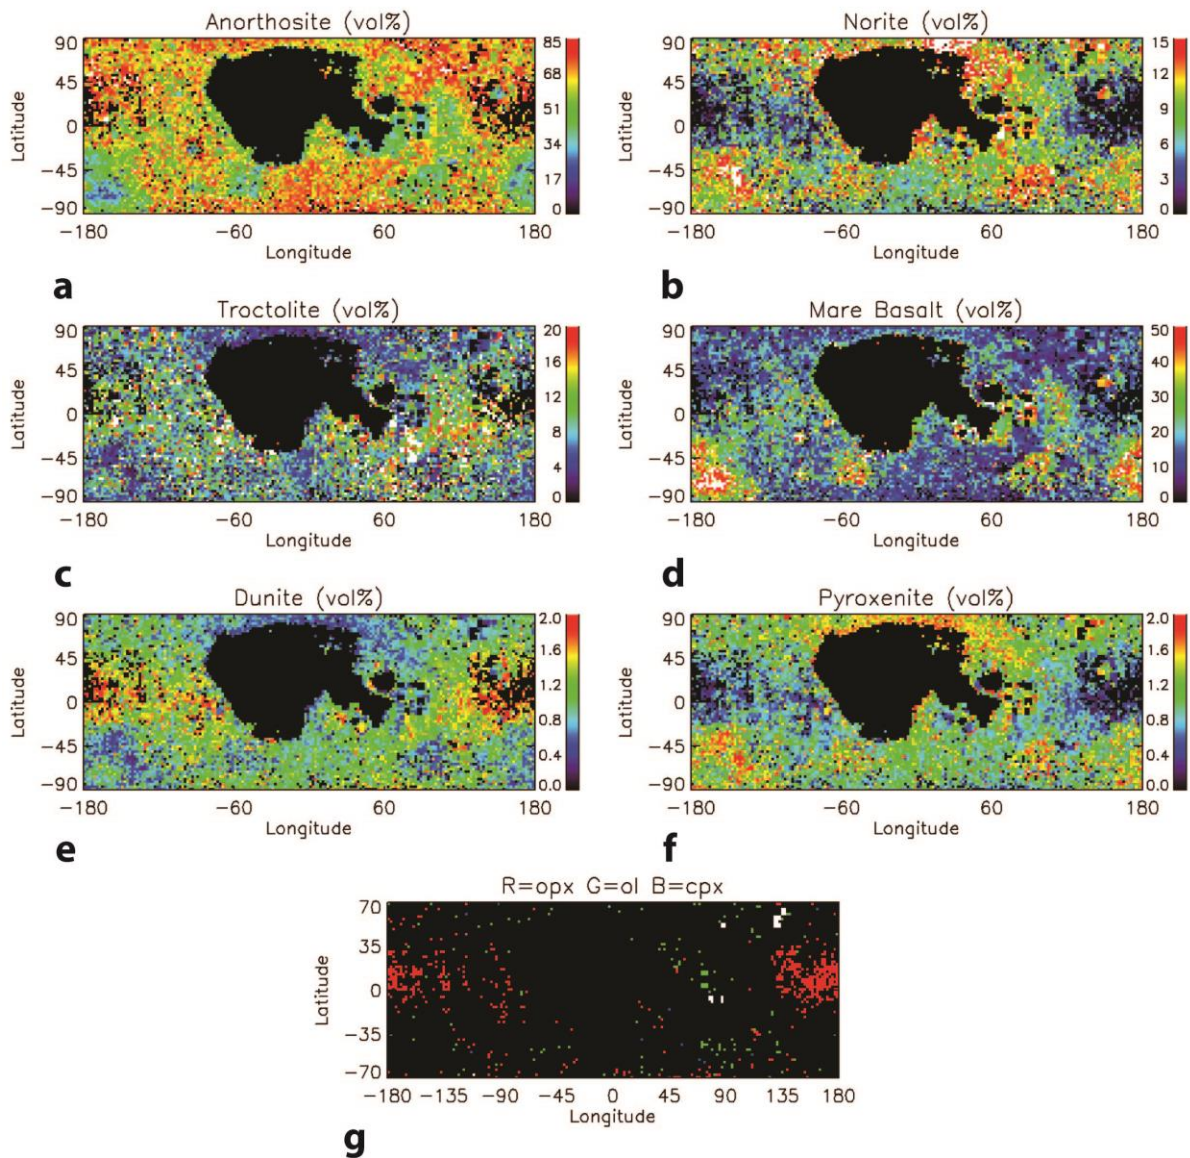 Anorthosite (vol%)
90
45
0
−45
−90
Latitude
−180 −60 60 180
Longitude
85
68
51
34
17
0
a
Norite (vol%)
90
45
0
−45
−90
Latitude
−180 −60 60 180
Longitude
15
12
9
6
3
0
b
Troctolite (vol%)
90
45
0
−45
−90
Latitude
−180 −60 60 180
Longitude
20
16
12
8
4
0
c
Mare Basalt (vol%)
90
45
0
−45
−90
Latitude
−180 −60 60 180
Longitude
50
40
30
20
10
0
d
Dunite (vol%)
90
45
0
−45
−90
Latitude
−180 −60 60 180
Longitude
2.0
1.6
1.2
0.8
0.4
0.0
e
Pyroxenite (vol%)
90
45
0
−45
−90
Latitude
−180 −60 60 180
Longitude
2.0
1.6
1.2
0.8
0.4
0.0
f
R=opx G=ol B=cpx
70
35
0
−35
−70
Latitude
−180 −135 −90 −45 0 45 90 135 180
Longitude
g